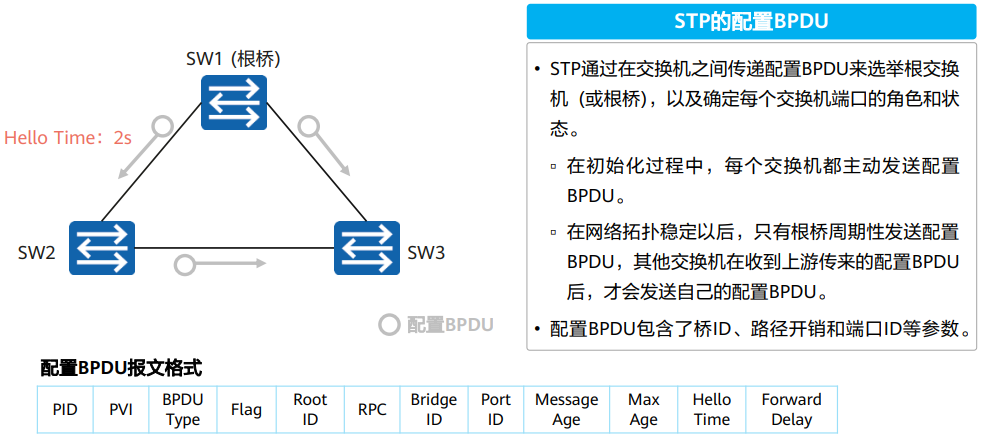 SW1 (根桥)
Hello Time：2s
SW2
SW3
配置BPDU
STP的配置BPDU
• STP通过在交换机之间传递配置BPDU来选举根交换
机（或根桥），以及确定每个交换机端口的角色和状
态。
▫ 在初始化过程中，每个交换机都主动发送配置
BPDU。
▫ 在网络拓扑稳定以后，只有根桥周期性发送配置
BPDU，其他交换机在收到上游传来的配置BPDU
后，才会发送自己的配置BPDU。
• 配置BPDU包含了桥ID、路径开销和端口ID等参数。
配置BPDU报文格式
PID
PVI
BPDU
Type
Flag
Root
ID
RPC
Bridge
ID
Port
ID
Message
Age
Max
Age
Hello
Time
Forward
Delay